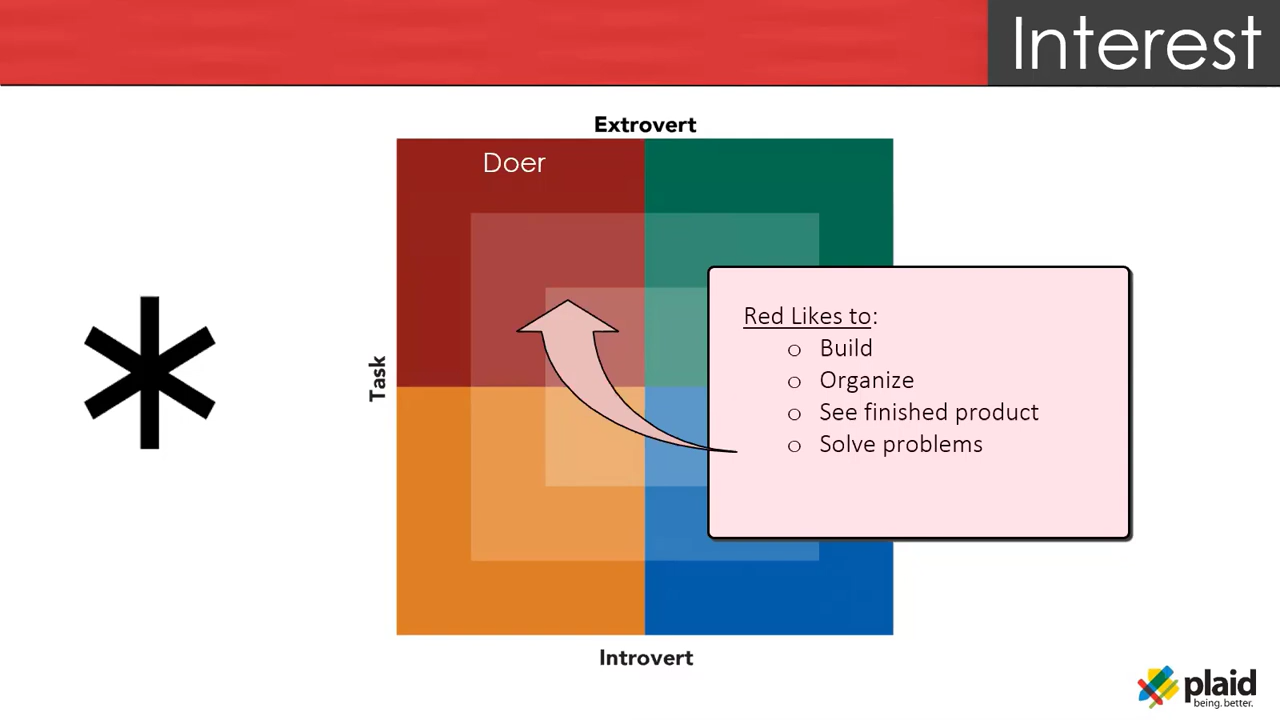 Interest
Extrovert
Doer
Task
Red Likes to:
o Build
o Organize
o See finished product
o Solve problems
Introvert
plaid
being. better.